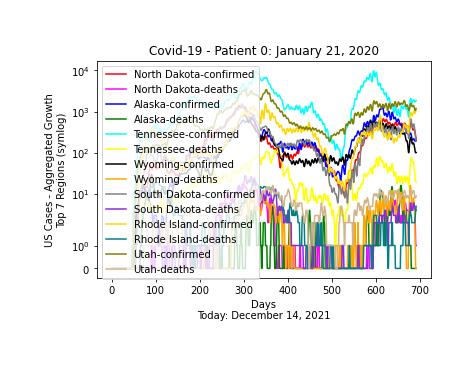 Covid-19 - Patient 0: January 21, 2020
US Cases - Aggregated Growth
Top 7 Regions (symlog)
10⁴
10³
10²
10¹
10⁰
0
North Dakota-confirmed
North Dakota-deaths
Alaska-confirmed
Alaska-deaths
Tennessee-confirmed
Tennessee-deaths
Wyoming-confirmed
Wyoming-deaths
South Dakota-confirmed
South Dakota-deaths
Rhode Island-confirmed
Rhode Island-deaths
Utah-confirmed
Utah-deaths
0 100 200 300 400 500 600 700
Days
Today: December 14, 2021